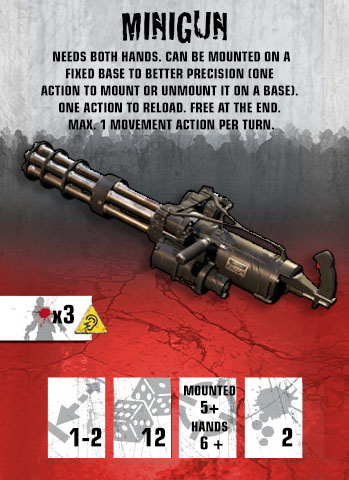 MINIGUN
NEEDS BOTH HANDS. CAN BE MOUNTED ON A
FIXED BASE TO BETTER PRECISION (ONE
ACTION TO MOUNT OR UNMOUNT IT ON A BASE).
ONE ACTION TO RELOAD. FREE AT THE END.
MAX. 1 MOVEMENT ACTION PER TURN.
x3
1-2
12
MOUNTED
5+
HANDS
6 +
2